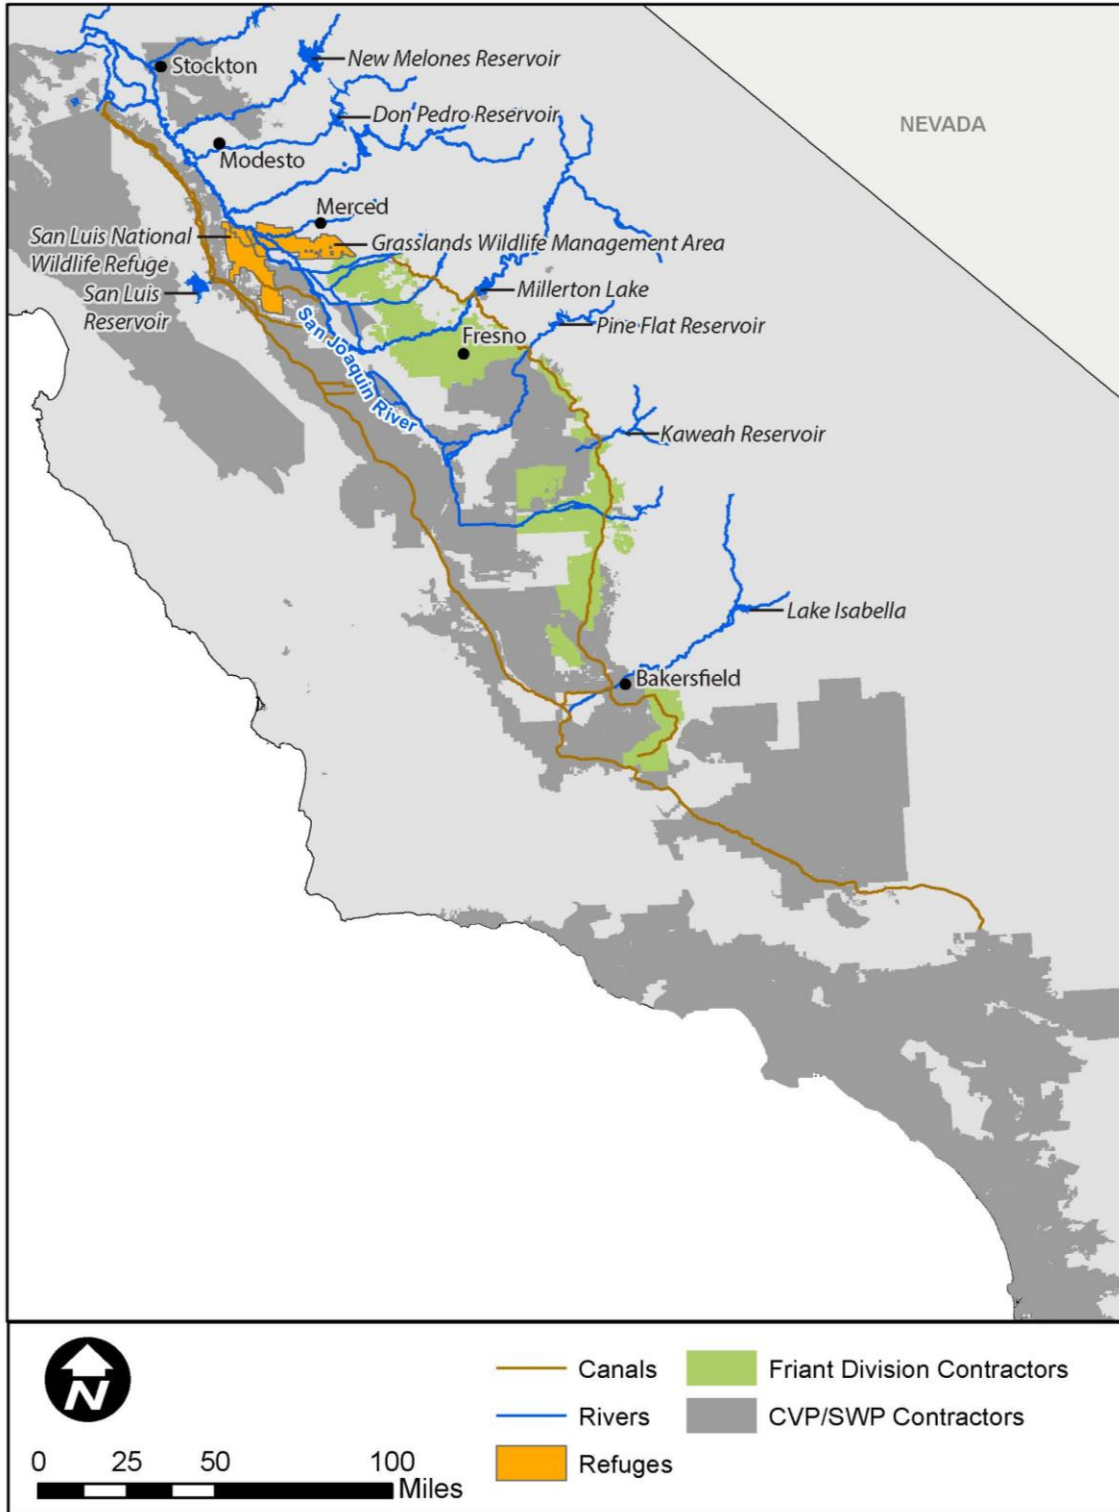 Stockton
New Melones Reservoir
Don Pedro Reservoir
NEVADA
Modesto
Merced
San Luis National
Wildlife Refuge
Grasslands Wildlife Management Area
San Luis
Reservoir
Millerton Lake
San Joaquin River
Pine Flat Reservoir
Fresno
Kaweah Reservoir
Lake Isabella
Bakersfield
N
0 25 50 100
Miles
Canals
Rivers
Refuges
Friant Division Contractors
CVP/SWP Contractors